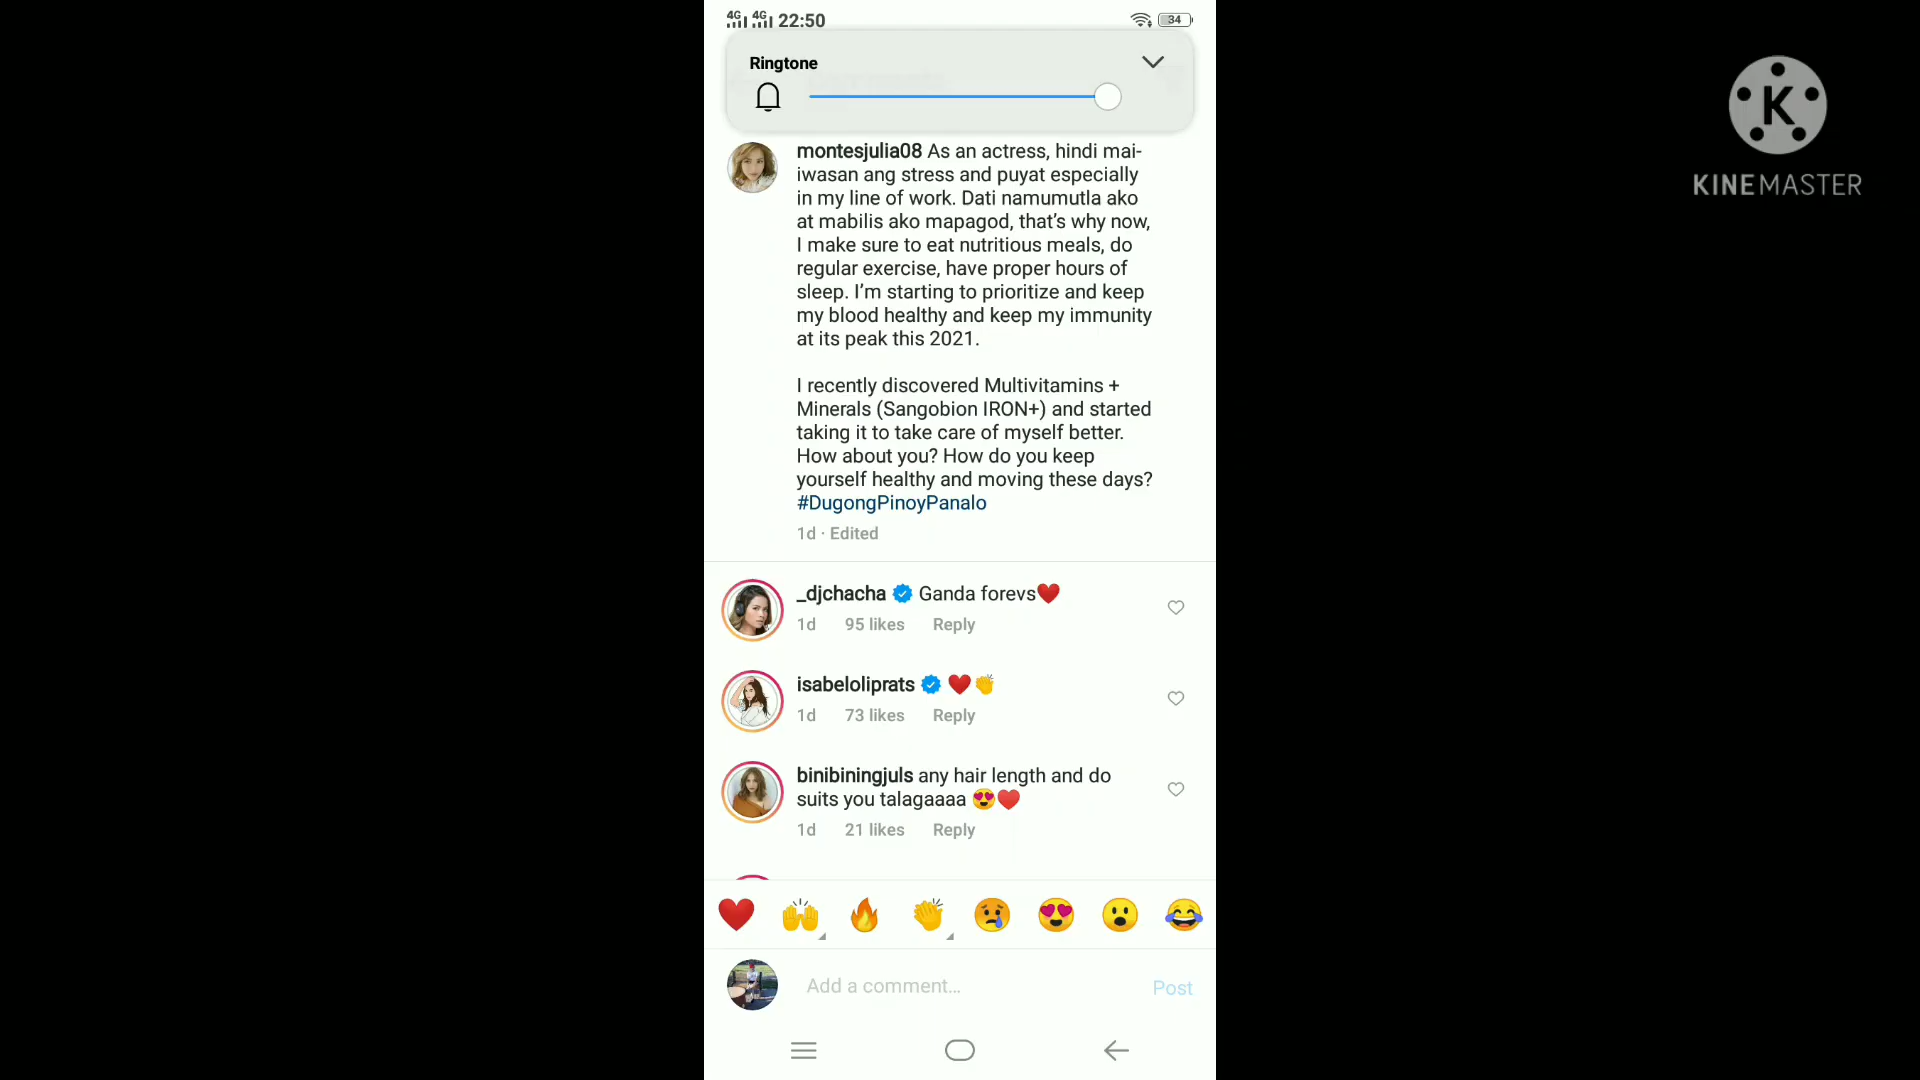 4G 4G 22:50
34
Ringtone
montesjulia08 As an actress, hindi mai-
iwasan ang stress and puyat especially
in my line of work. Dati namumutla ako
at mabilis ako mapagod, that’s why now,
I make sure to eat nutritious meals, do
regular exercise, have proper hours of
sleep. I’m starting to prioritize and keep
my blood healthy and keep my immunity
at its peak this 2021.
I recently discovered Multivitamins +
Minerals (Sangobion IRON+) and started
taking it to take care of myself better.
How about you? How do you keep
yourself healthy and moving these days?
#DugongPinoyPanalo
1d · Edited
_djchacha Ganda forevs❤️
1d 95 likes Reply
isabeloliprats ❤️👏
1d 73 likes Reply
binibiningjuls any hair length and do
suits you talagaaaa 😍❤️
1d 21 likes Reply
❤️🙌🔥👏😢😍😮😂
Add a comment...
Post
K
KINEMASTER